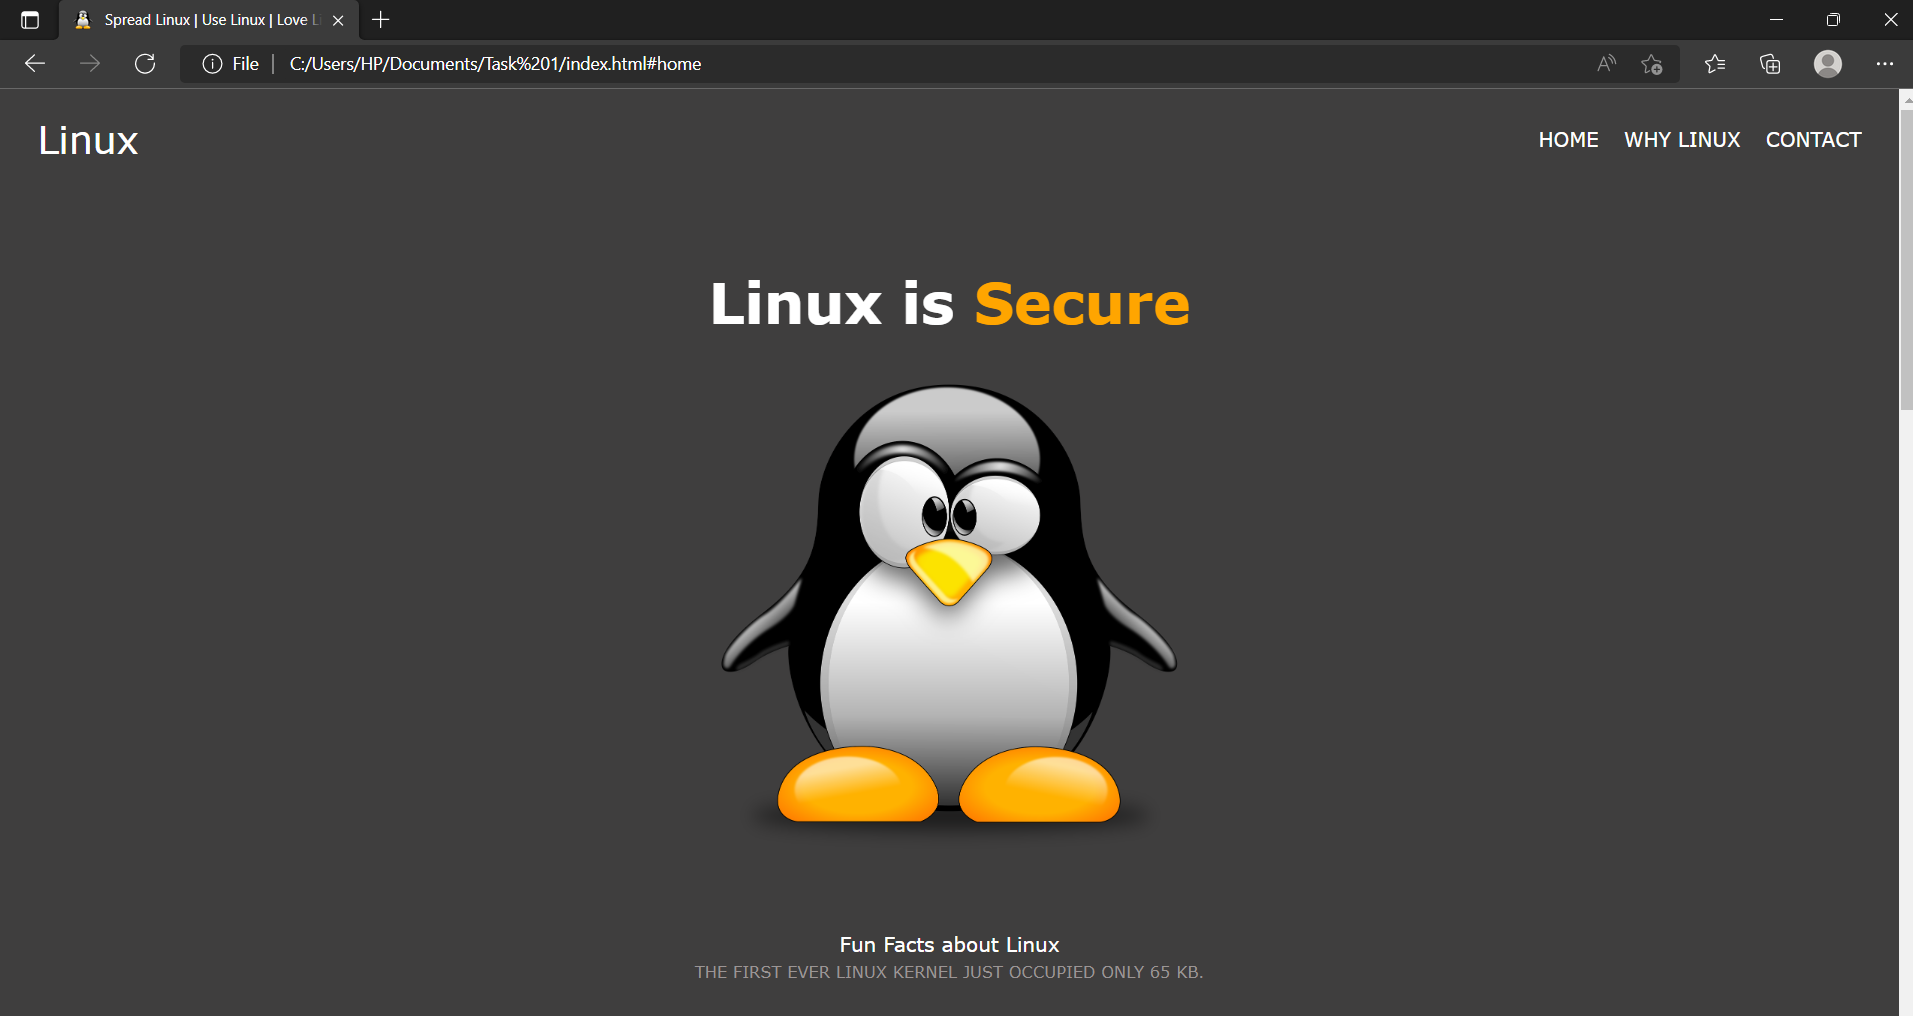 Spread Linux | Use Linux | Love L
File
C:/Users/HP/Documents/Task%201/index.html#home
Linux
HOME WHY LINUX CONTACT
Linux is Secure
Fun Facts about Linux
THE FIRST EVER LINUX KERNEL JUST OCCUPIED ONLY 65 KB.